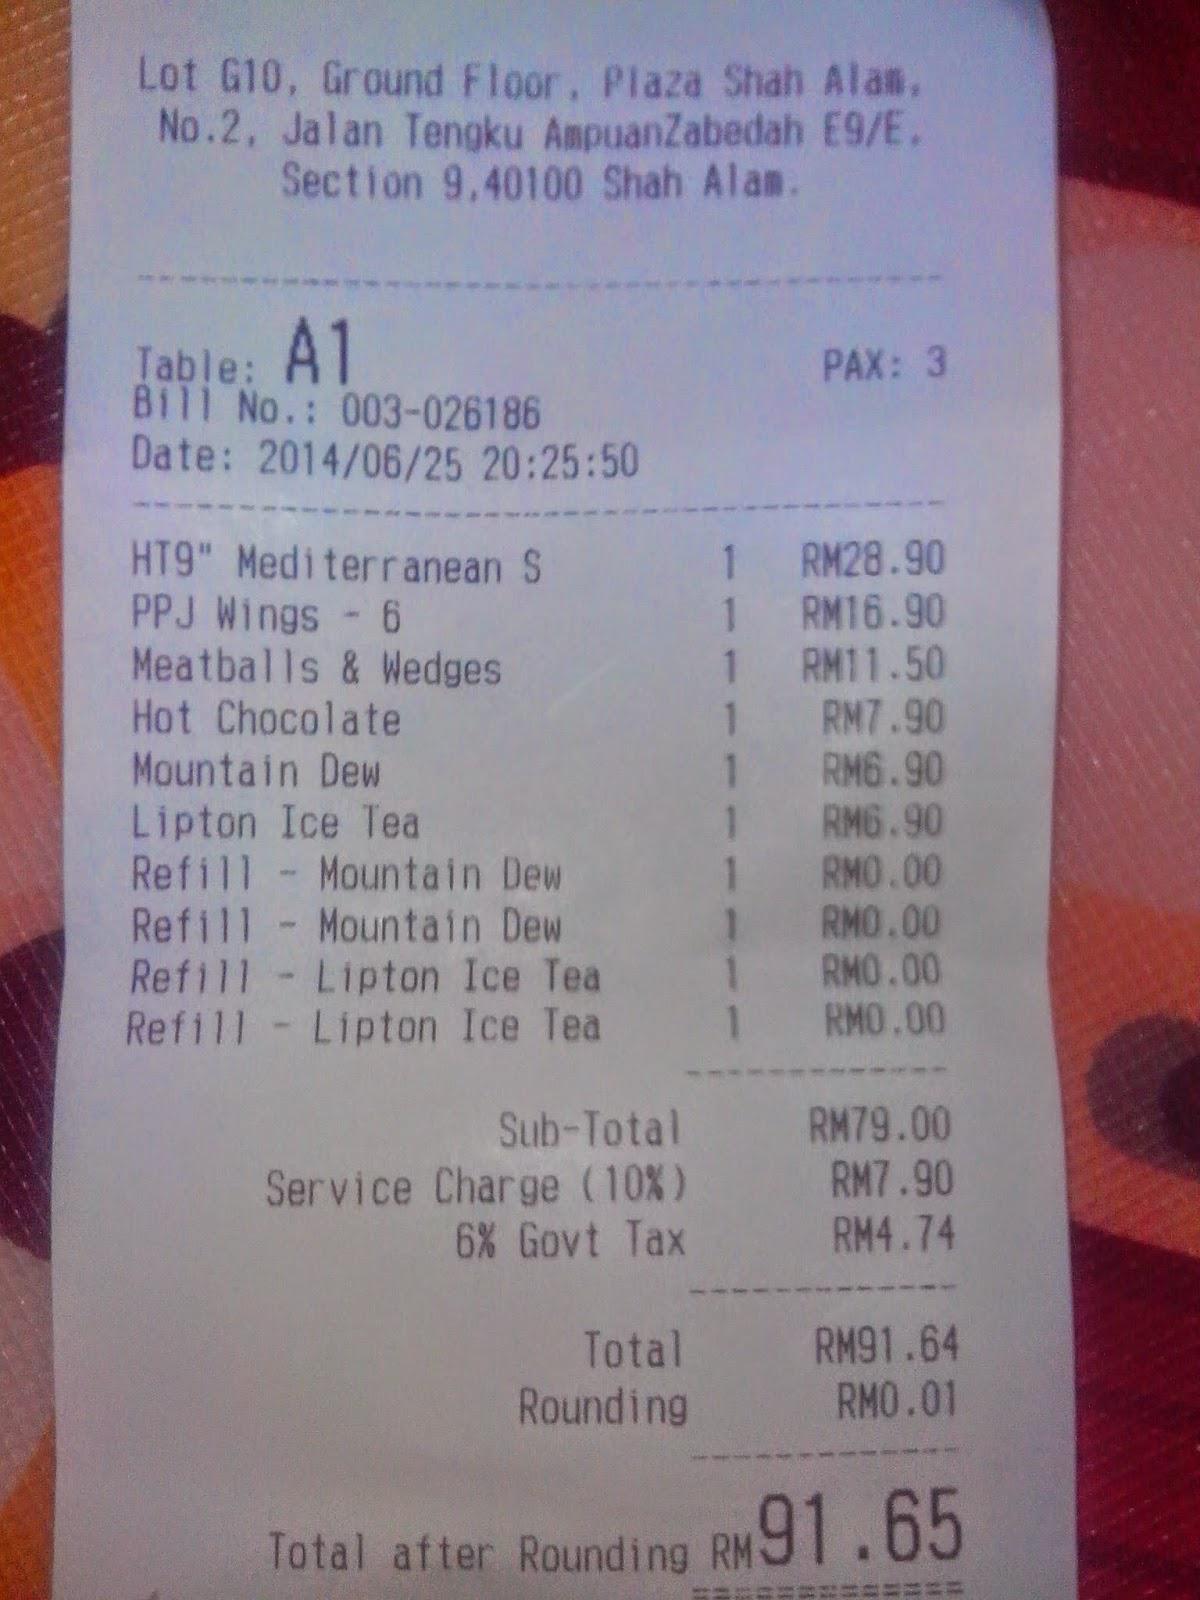 Lot G10, Ground Floor, Plaza Shah Alam,
No.2, Jalan Tengku AmpuanZabedah E9/E,
Section 9,40100 Shah Alam.
Table: A1 PAX: 3
Bill No.: 003-026186
Date: 2014/06/25 20:25:50
HT9" Mediterranean S 1 RM28.90
PPJ Wings - 6 1 RM16.90
Meatballs & Wedges 1 RM11.50
Hot Chocolate 1 RM7.90
Mountain Dew 1 RM6.90
Lipton Ice Tea 1 RM6.90
Refill - Mountain Dew 1 RM0.00
Refill - Mountain Dew 1 RM0.00
Refill - Lipton Ice Tea 1 RM0.00
Refill - Lipton Ice Tea 1 RM0.00
Sub-Total RM79.00
Service Charge (10%) RM7.90
6% Govt Tax RM4.74
Total RM91.64
Rounding RM0.01
Total after Rounding RM91.65